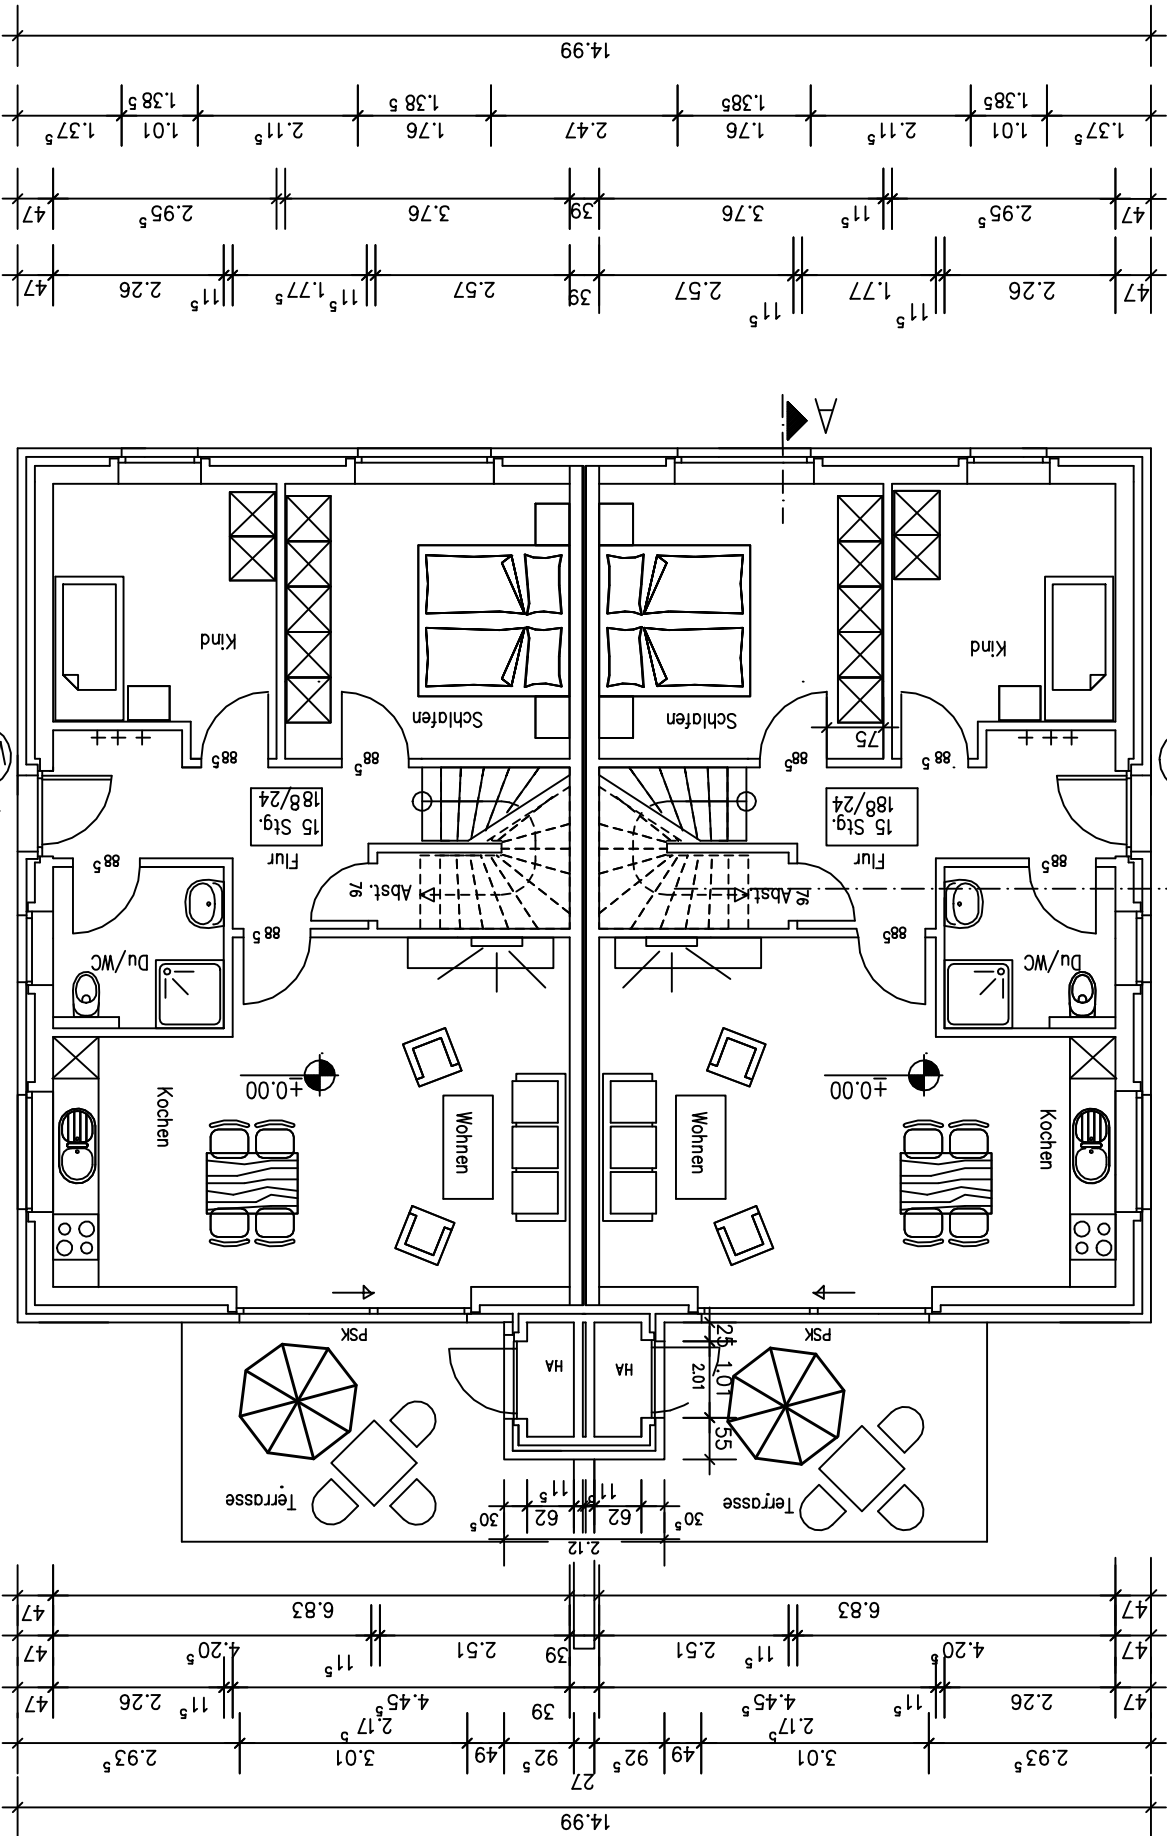 14.99
1.38⁵ 1.38⁵ 1.38⁵ 1.38⁵
1.37⁵ 1.01 2.11⁵ 1.76 2.47 1.76 2.11⁵ 1.01 1.37⁵
47 2.95⁵ 3.76 39 3.76 11⁵ 2.95⁵ 47
47 2.26 11⁵ 1.77⁵ 11⁵ 2.57 39 2.57 11⁵ 1.77 11⁵ 2.26 47
A
Kind
Kind
Schlafen
Schlafen
75
88⁵ 88⁵ 88⁵ 88⁵
15 Stg.
18⁸/24
15 Stg.
18⁸/24
Flur
Flur
88⁵
88⁵
76
Abst.
Abst.
76
88⁵
88⁵
Du/WC
Du/WC
±0.00
±0.00
Kochen
Wohnen
Wohnen
Kochen
PSK
PSK
HA
HA
25
1.01
2.01
55
Terrasse
Terrasse
30⁵ 62 11⁵ 11⁵ 62 30⁵
2.12
47 6.83 6.83 47
47 4.20⁵ 11⁵ 2.51 39 2.51 11⁵ 4.20⁵ 47
47 2.26 11⁵ 4.45⁵ 39 4.45⁵ 11⁵ 2.26 47
2.17⁵ 2.17⁵
2.93⁵ 3.01 49 92⁵ 27 92⁵ 49 3.01 2.93⁵
14.99